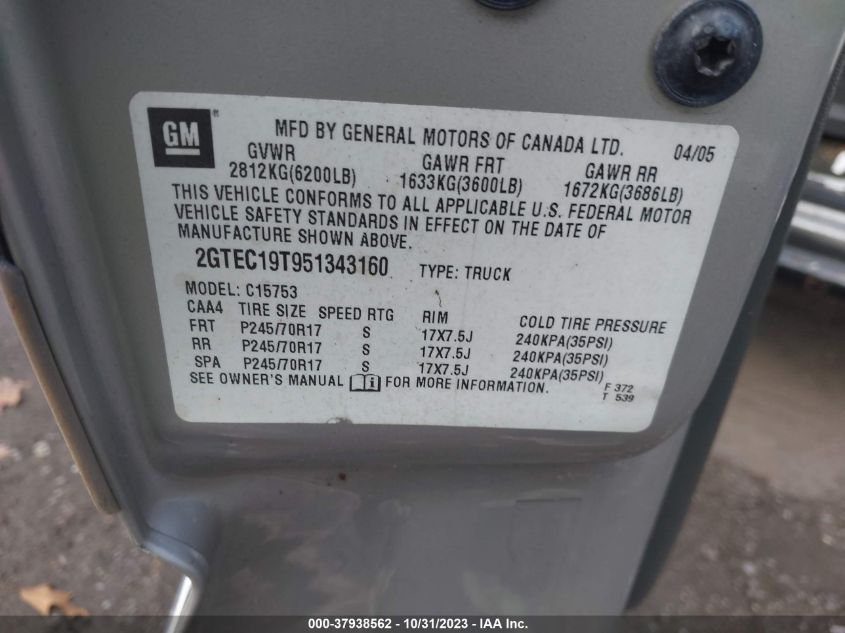 GM ®
MFD BY GENERAL MOTORS OF CANADA LTD. 04/05
GVWR GAWR FRT GAWR RR
2812KG(6200LB) 1633KG(3600LB) 1672KG(3686LB)
THIS VEHICLE CONFORMS TO ALL APPLICABLE U.S. FEDERAL MOTOR
VEHICLE SAFETY STANDARDS IN EFFECT ON THE DATE OF
MANUFACTURE SHOWN ABOVE.
2GTEC19T951343160 TYPE: TRUCK
MODEL: C15753
CAA4 TIRE SIZE SPEED RTG RIM COLD TIRE PRESSURE
FRT P245/70R17 S 17X7.5J 240KPA(35PSI)
RR P245/70R17 S 17X7.5J 240KPA(35PSI)
SPA P245/70R17 S 17X7.5J 240KPA(35PSI)
SEE OWNER'S MANUAL FOR MORE INFORMATION. F 372
T 539
000-37938562 - 10/31/2023 - IAA Inc.